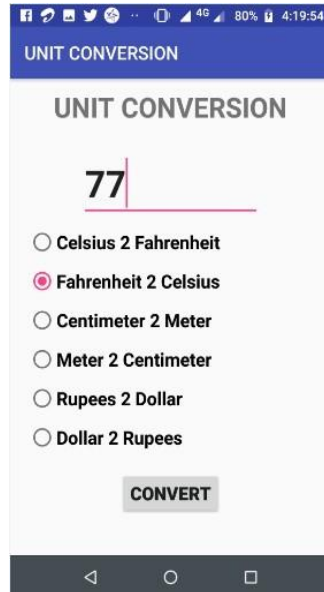 4G 80% 4:19:54
UNIT CONVERSION
UNIT CONVERSION
77
Celsius 2 Fahrenheit
Fahrenheit 2 Celsius
Centimeter 2 Meter
Meter 2 Centimeter
Rupees 2 Dollar
Dollar 2 Rupees
CONVERT